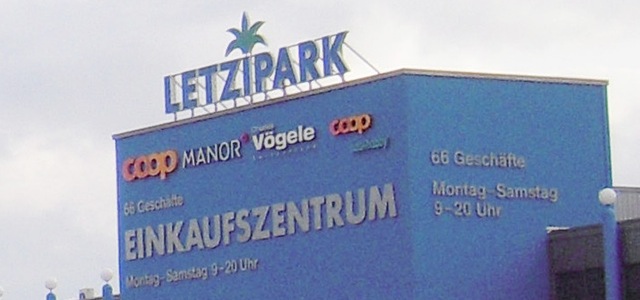 LETZIPARK
coop MANOR Charles Vögele coop
66 Geschäfte
EINKAUFSZENTRUM
Montag-Samstag 9-20 Uhr
66 Geschäfte
Montag-Samstag
9-20 Uhr